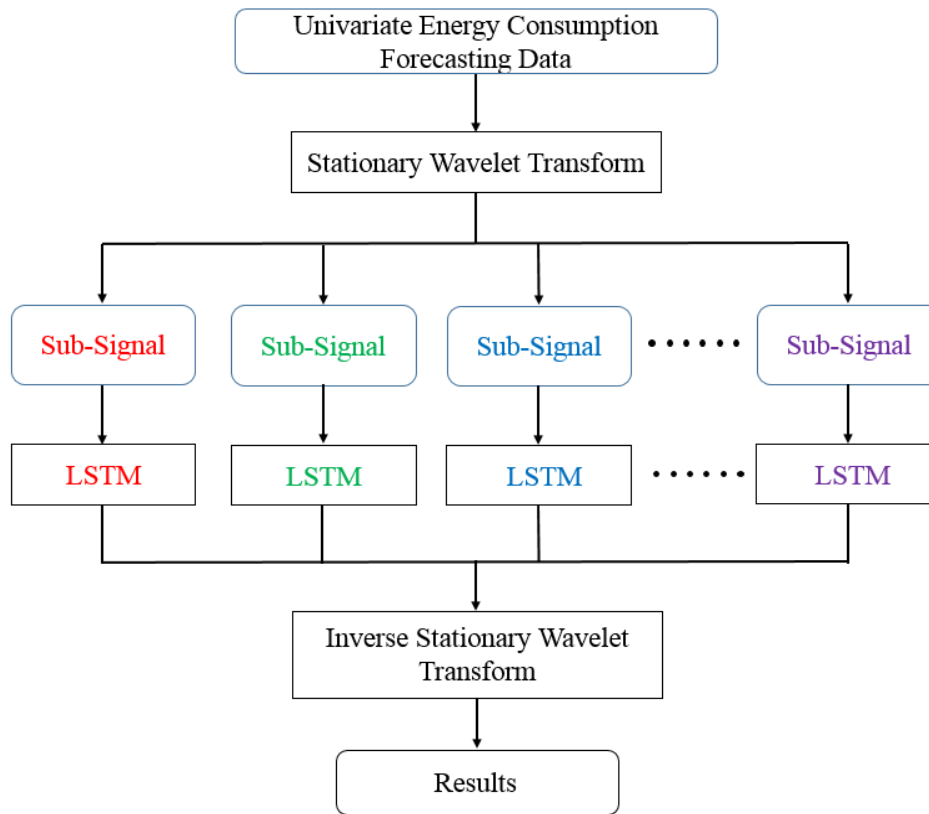 Univariate Energy Consumption
Forecasting Data
Stationary Wavelet Transform
Sub-Signal Sub-Signal Sub-Signal ...... Sub-Signal
LSTM LSTM LSTM ...... LSTM
Inverse Stationary Wavelet
Transform
Results